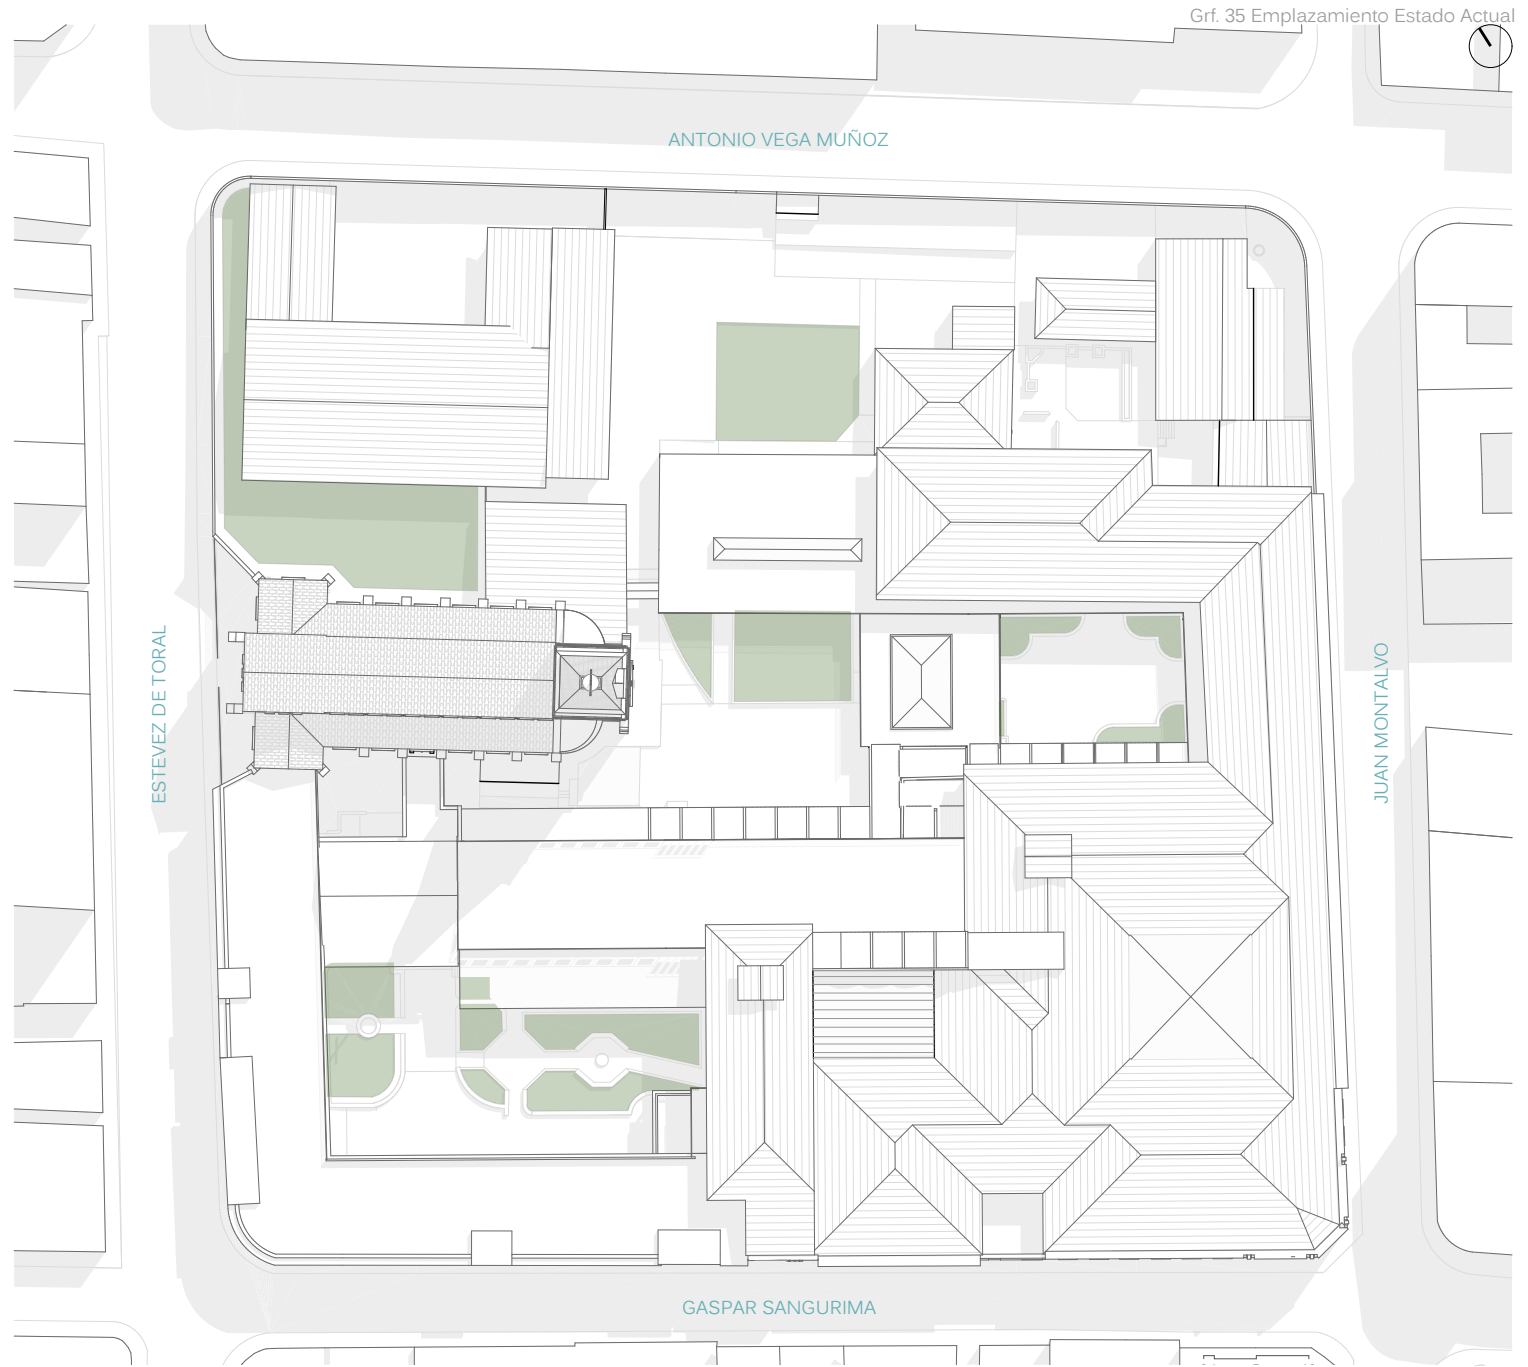 Grf. 35 Emplazamiento Estado Actual
ANTONIO VEGA MUÑOZ
ESTEVEZ DE TORAL
JUAN MONTALVO
GASPAR SANGURIMA